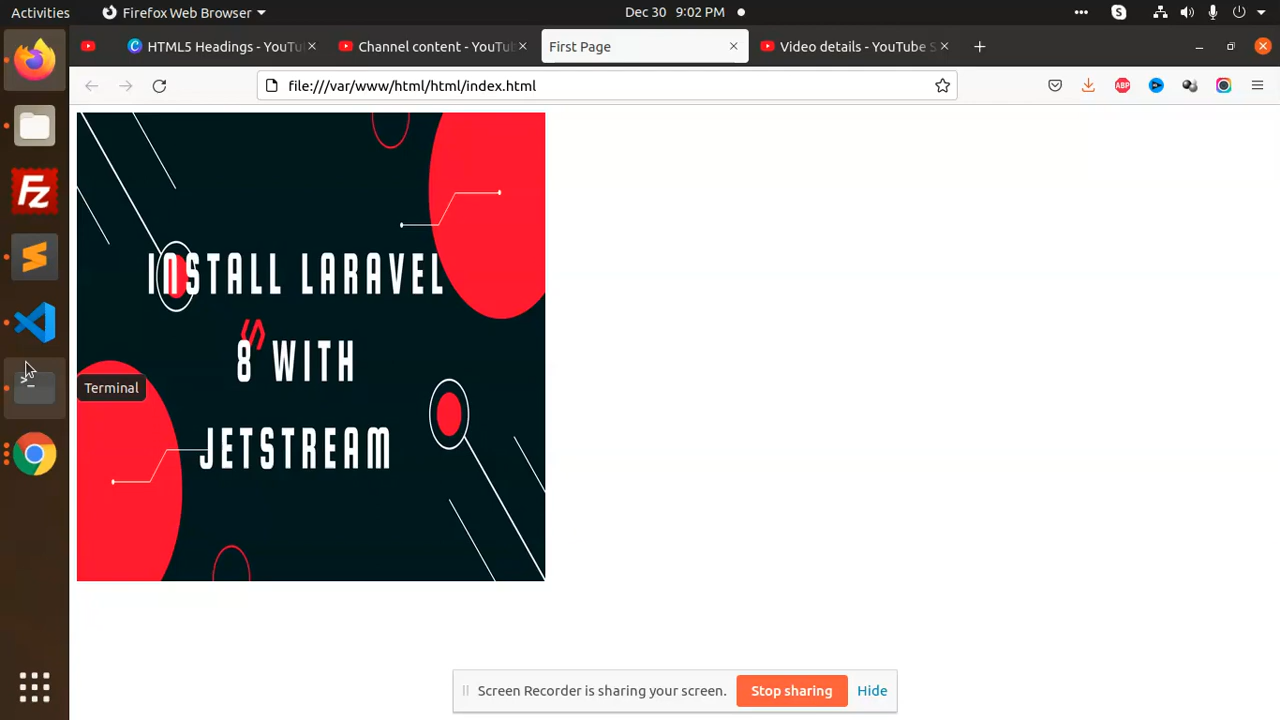 Activities
Firefox Web Browser
Dec 30 9:02 PM
HTML5 Headings - YouTu
Channel content - YouTu
First Page
Video details - YouTube S
file:///var/www/html/html/index.html
ABP
INSTALL LARAVEL
8 WITH
JETSTREAM
Terminal
Screen Recorder is sharing your screen.
Stop sharing
Hide